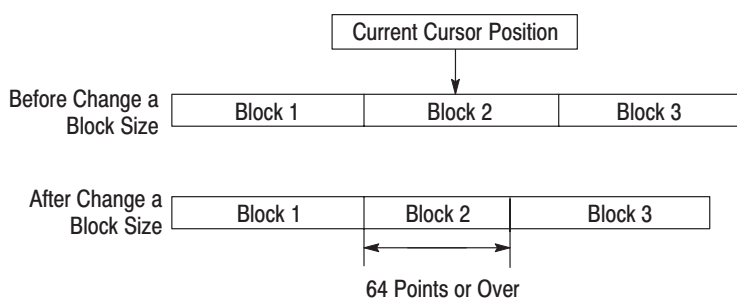 Current Cursor Position
Before Change a
Block Size
Block 1
Block 2
Block 3
After Change a
Block Size
Block 1
Block 2
Block 3
64 Points or Over